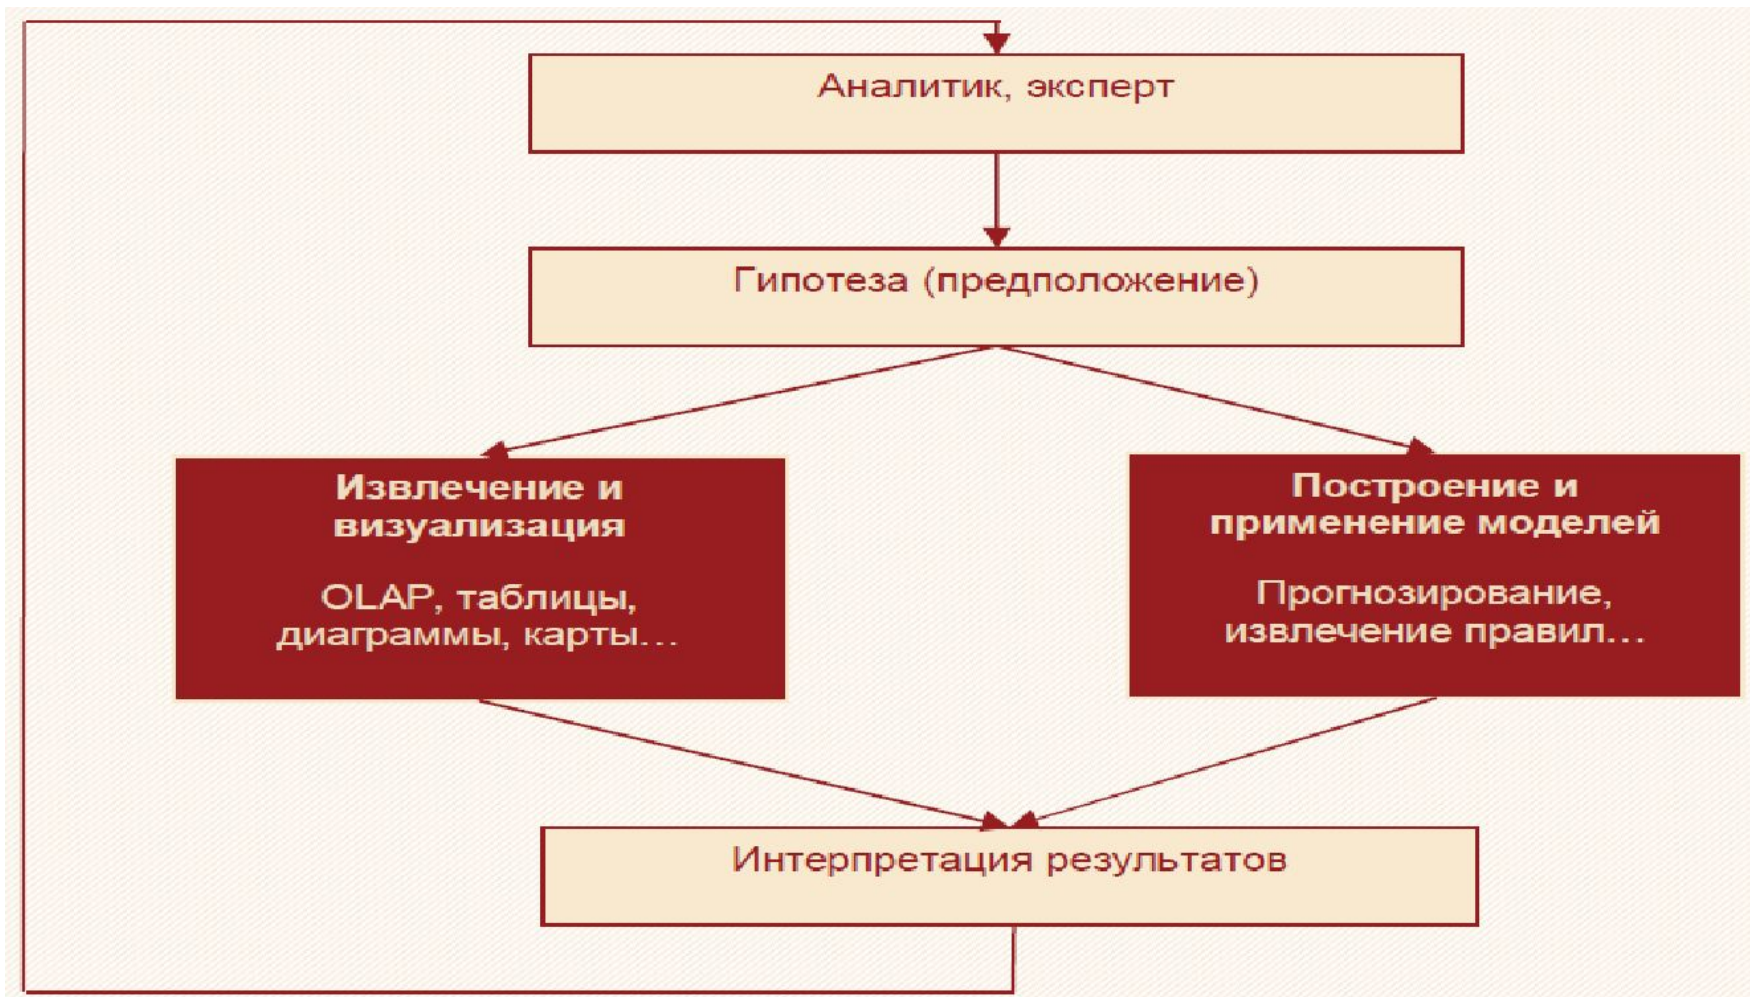 Аналитик, эксперт
Гипотеза (предположение)
Извлечение и
визуализация
OLAP, таблицы,
диаграммы, карты...
Построение и
применение моделей
Прогнозирование,
извлечение правил...
Интерпретация результатов